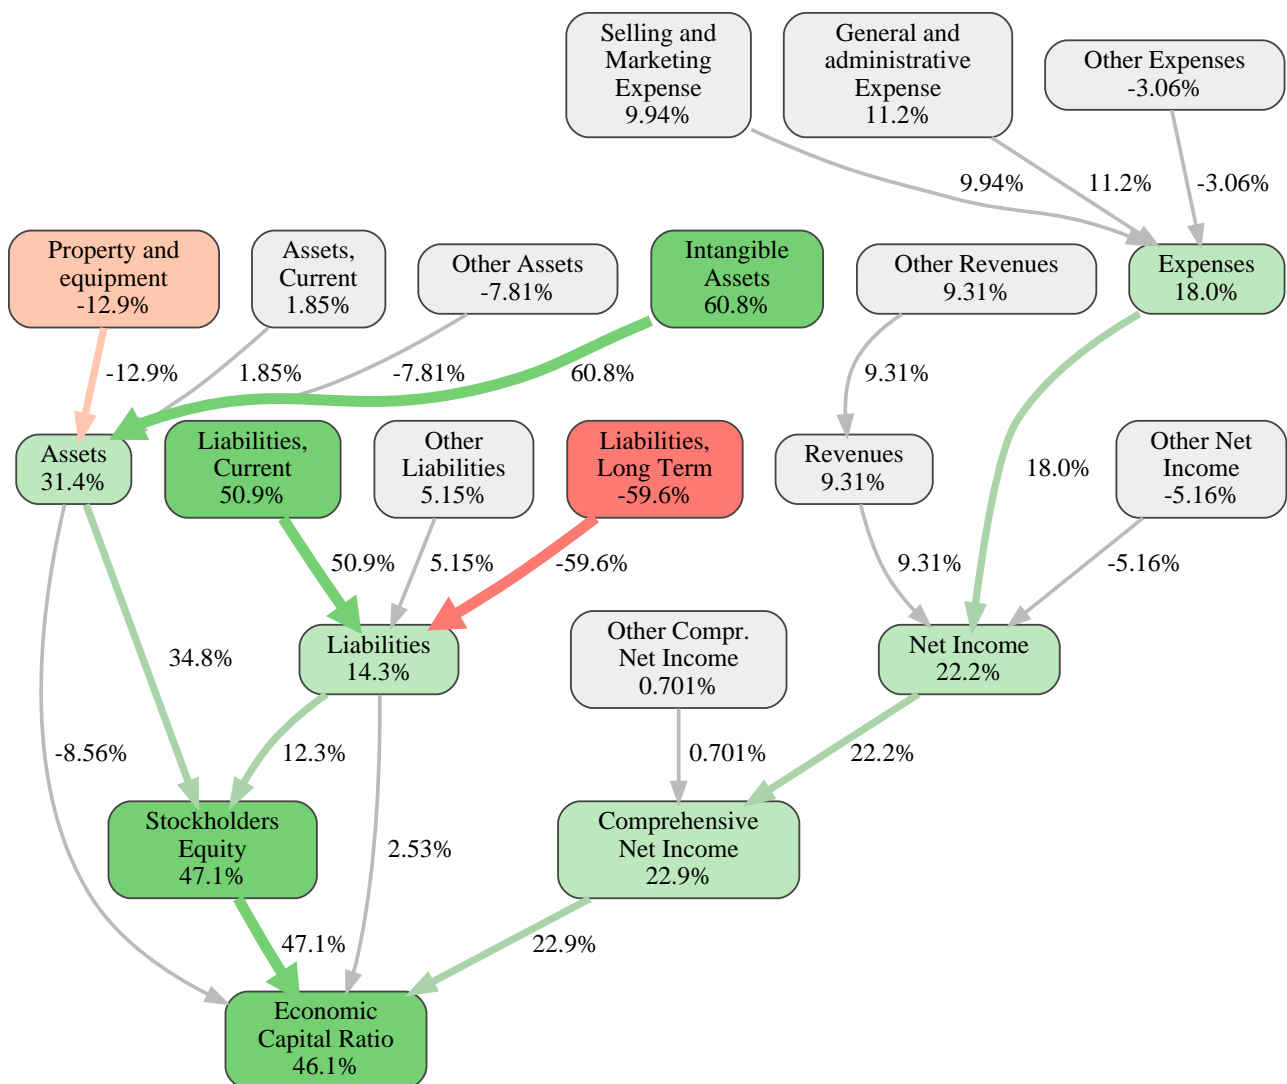 Selling and
Marketing
Expense
9.94%
General and
administrative
Expense
11.2%
Other Expenses
-3.06%
9.94%
11.2%
-3.06%
Property and
equipment
-12.9%
Assets,
Current
1.85%
Other Assets
-7.81%
Intangible
Assets
60.8%
Other Revenues
9.31%
Expenses
18.0%
-12.9%
1.85%
-7.81%
60.8%
9.31%
Assets
31.4%
Liabilities,
Current
50.9%
Other
Liabilities
5.15%
Liabilities,
Long Term
-59.6%
Revenues
9.31%
18.0%
Other Net
Income
-5.16%
50.9%
5.15%
-59.6%
9.31%
-5.16%
34.8%
Liabilities
14.3%
Other Compr.
Net Income
0.701%
Net Income
22.2%
-8.56%
12.3%
0.701%
22.2%
Stockholders
Equity
47.1%
2.53%
Comprehensive
Net Income
22.9%
47.1%
22.9%
Economic
Capital Ratio
46.1%